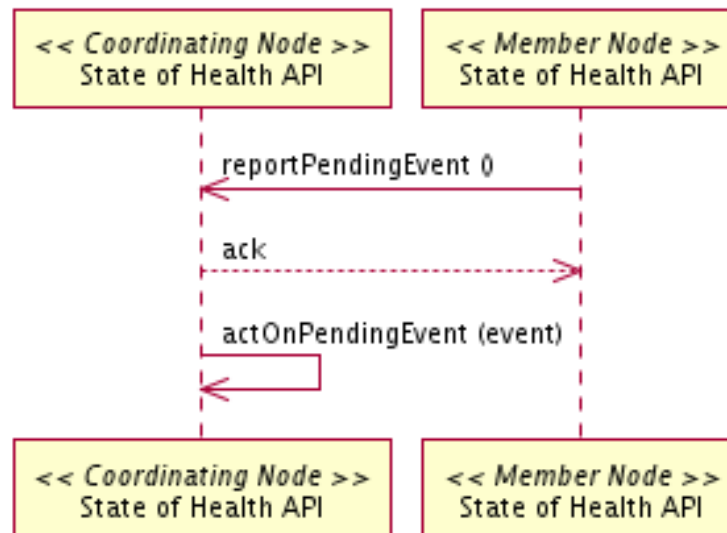 << Coordinating Node >>
State of Health API
<< Member Node >>
State of Health API
reportPendingEvent ()
ack
actOnPendingEvent (event)
<< Coordinating Node >>
State of Health API
<< Member Node >>
State of Health API